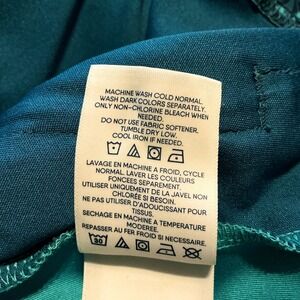 MACHINE WASH COLD NORMAL.
WASH DARK COLORS SEPARATELY.
ONLY NON-CHLORINE BLEACH WHEN
NEEDED.
DO NOT USE FABRIC SOFTENER.
TUMBLE DRY LOW.
COOL IRON IF NEEDED.
LAVAGE EN MACHINE A FROID, CYCLE
NORMAL. LAVER LES COULEURS
FONCEES SEPAREMENT.
UTILISER UNIQUEMENT DE LA JAVEL NON
CHLORÉE SI BESOIN.
NE PAS UTILISER D'ADOUCISSANT POUR
TISSUS.
SECHAGE EN MACHINE A TEMPERATURE
MODEREE.
REPASSER AU FER FROID SI NECESSAIRE.
30